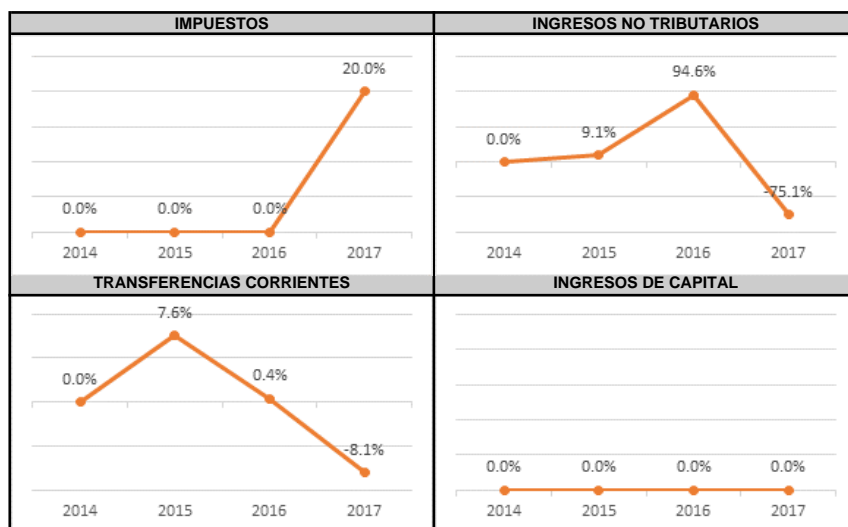 IMPUESTOS
20.0%
0.0% 0.0% 0.0%
2014 2015 2016 2017
INGRESOS NO TRIBUTARIOS
94.6%
9.1%
0.0%
-75.1%
2014 2015 2016 2017
TRANSFERENCIAS CORRIENTES
7.6%
0.0%
0.4%
-8.1%
2014 2015 2016 2017
INGRESOS DE CAPITAL
0.0% 0.0% 0.0% 0.0%
2014 2015 2016 2017